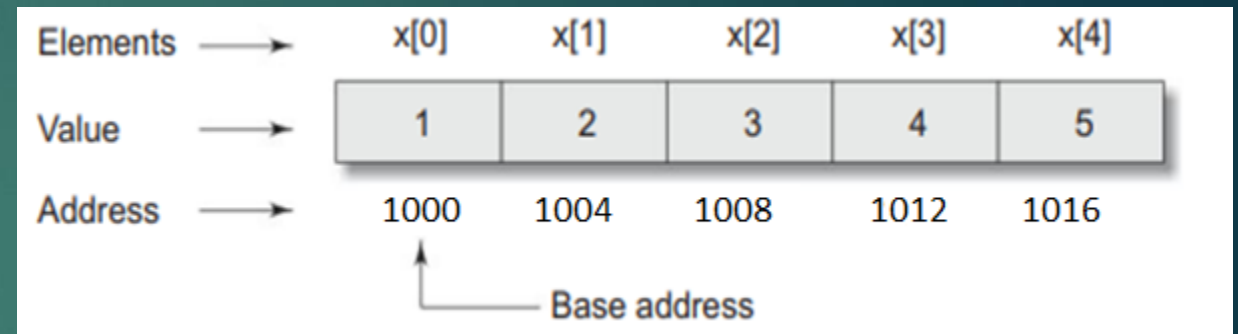 Elements x[0] x[1] x[2] x[3] x[4]
Value 1 2 3 4 5
Address 1000 1004 1008 1012 1016
Base address